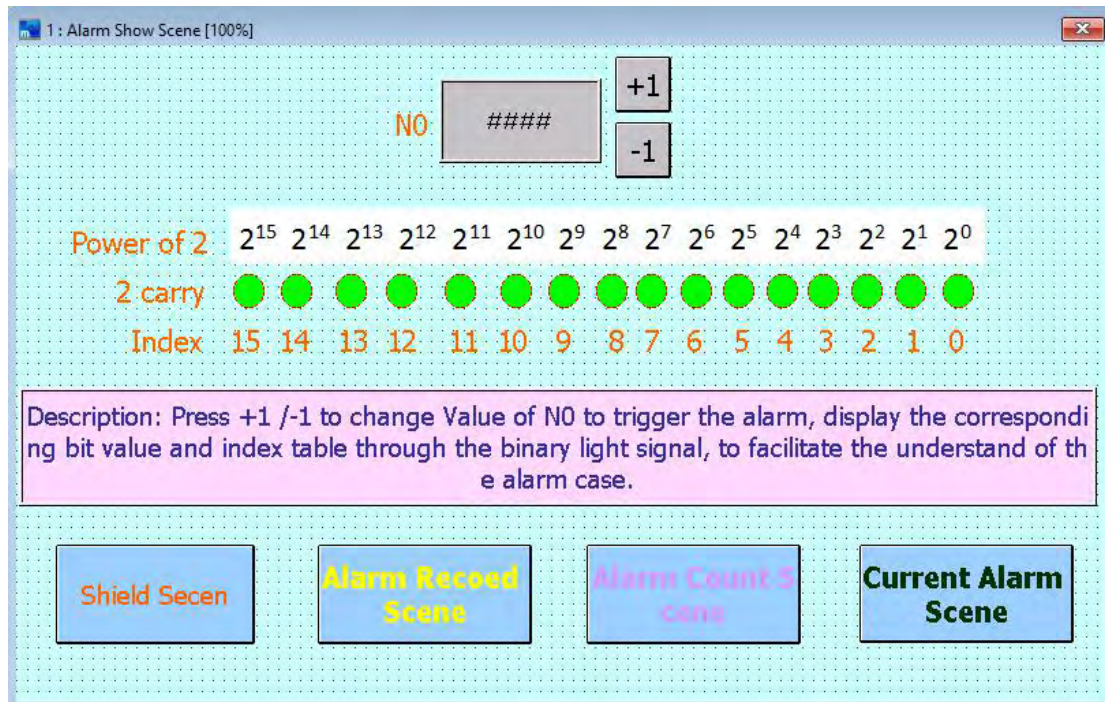 1 : Alarm Show Scene [100%]
+1
N0 ####
-1
Power of 2 2¹⁵ 2¹⁴ 2¹³ 2¹² 2¹¹ 2¹⁰ 2⁹ 2⁸ 2⁷ 2⁶ 2⁵ 2⁴ 2³ 2² 2¹ 2⁰
2 carry
Index 15 14 13 12 11 10 9 8 7 6 5 4 3 2 1 0
Description: Press +1 /-1 to change Value of N0 to trigger the alarm, display the correspondi
ng bit value and index table through the binary light signal, to facilitate the understand of th
e alarm case.
Shield Secen
Alarm Recoed
Scene
Alarm Count S
cene
Current Alarm
Scene